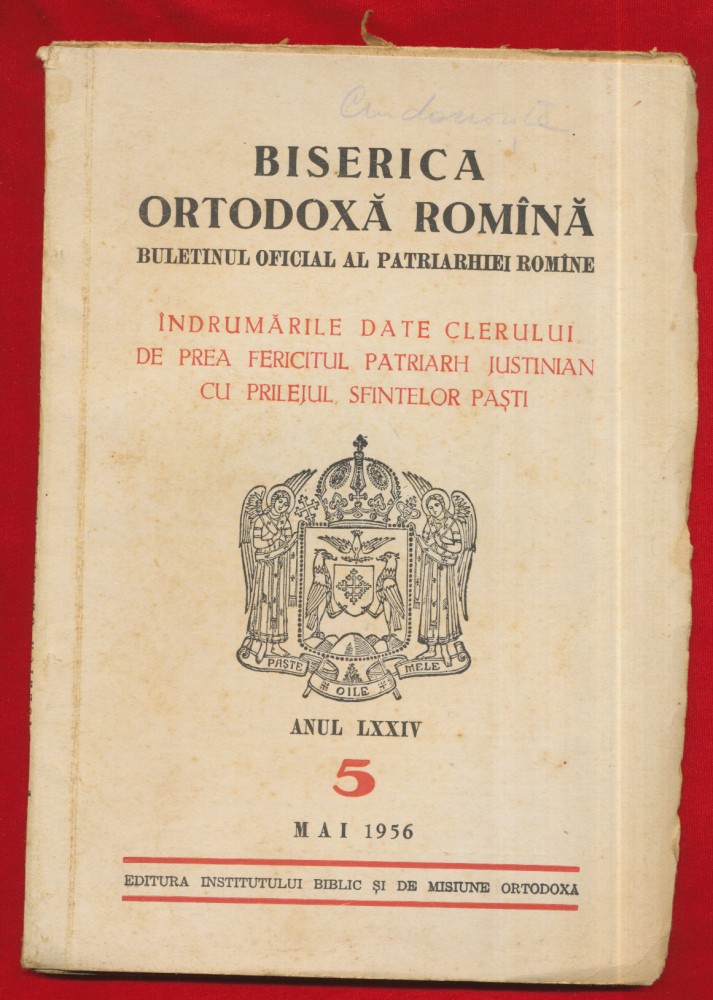 BISERICA
ORTODOXĂ ROMÎNĂ
BULETINUL OFICIAL AL PATRIARHIEI ROMÎNE
ÎNDRUMĂRILE DATE CLERULUI
DE PREA FERICITUL PATRIARH JUSTINIAN
CU PRILEJUL SFINTELOR PAȘTI
PAȘTE OILE MELE
ANUL LXXIV
5
MAI 1956
EDITURA INSTITUTULUI BIBLIC ȘI DE MISIUNE ORTODOXA